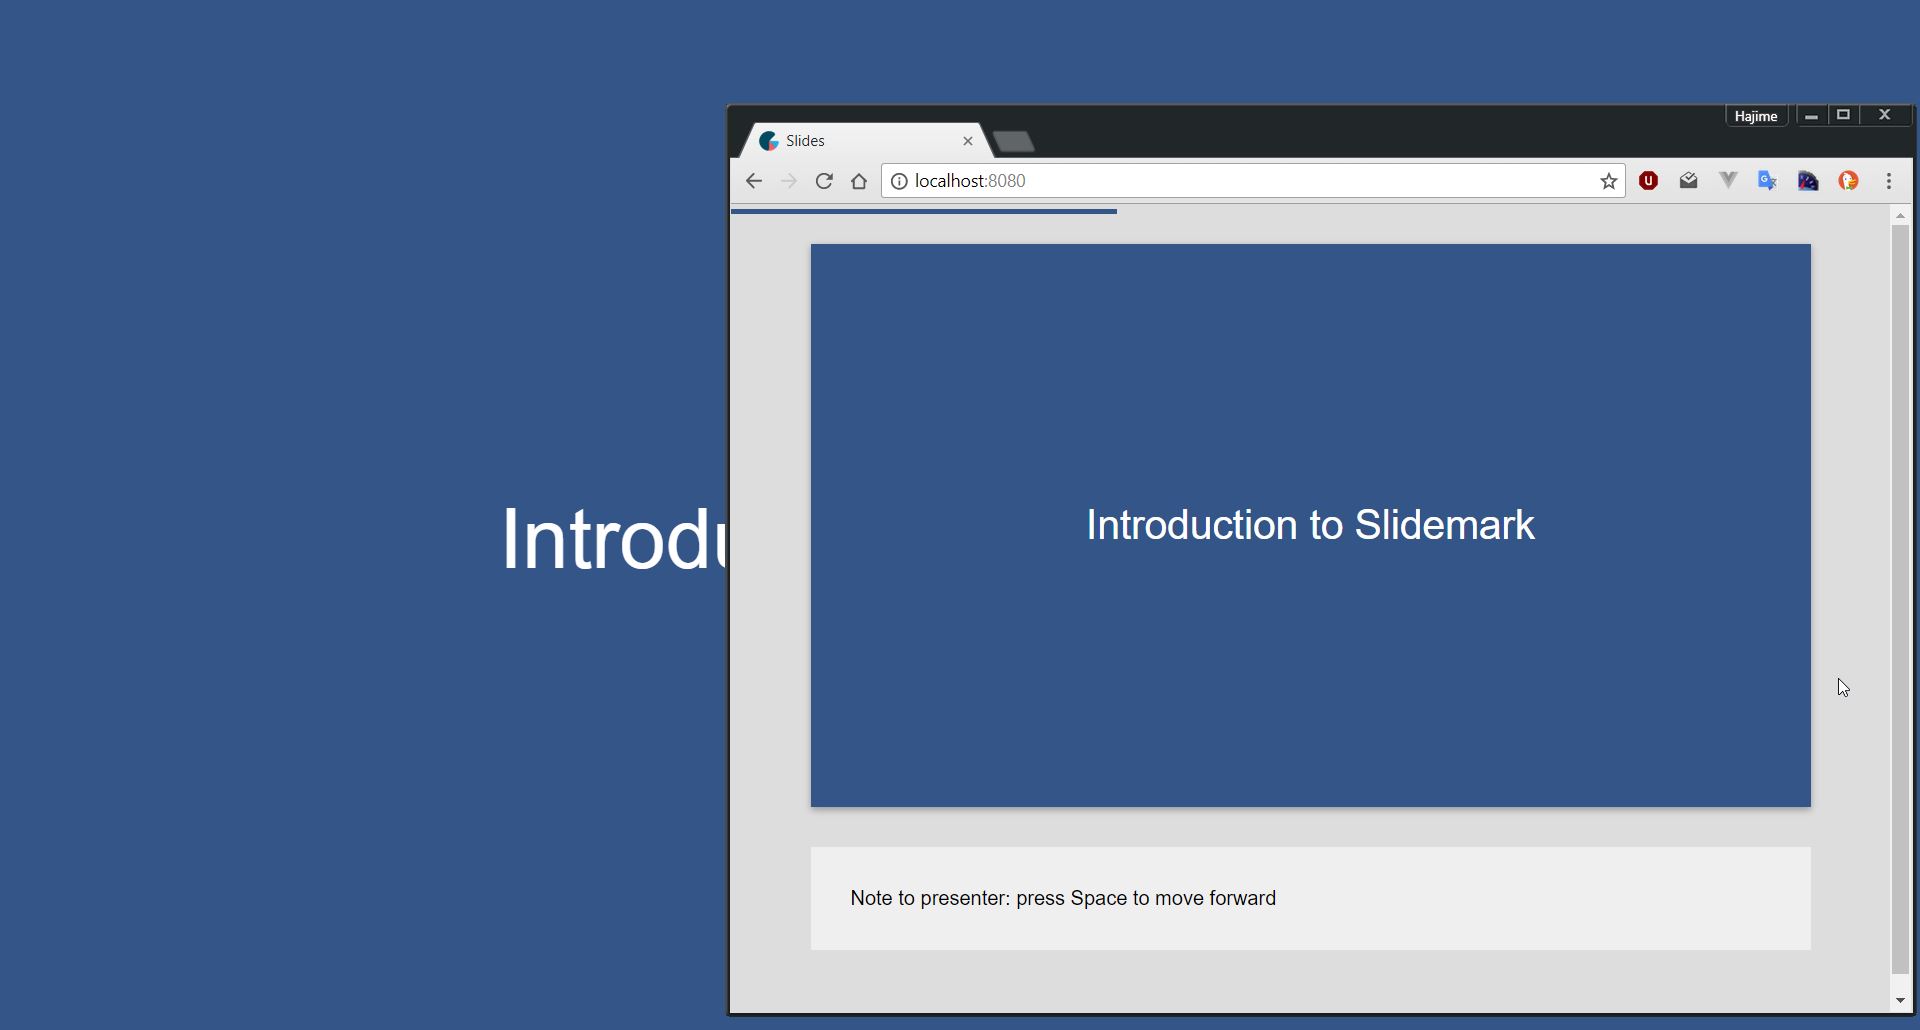 Hajime
Slides
localhost:8080
Introduction to Slidemark
Note to presenter: press Space to move forward
Introdu